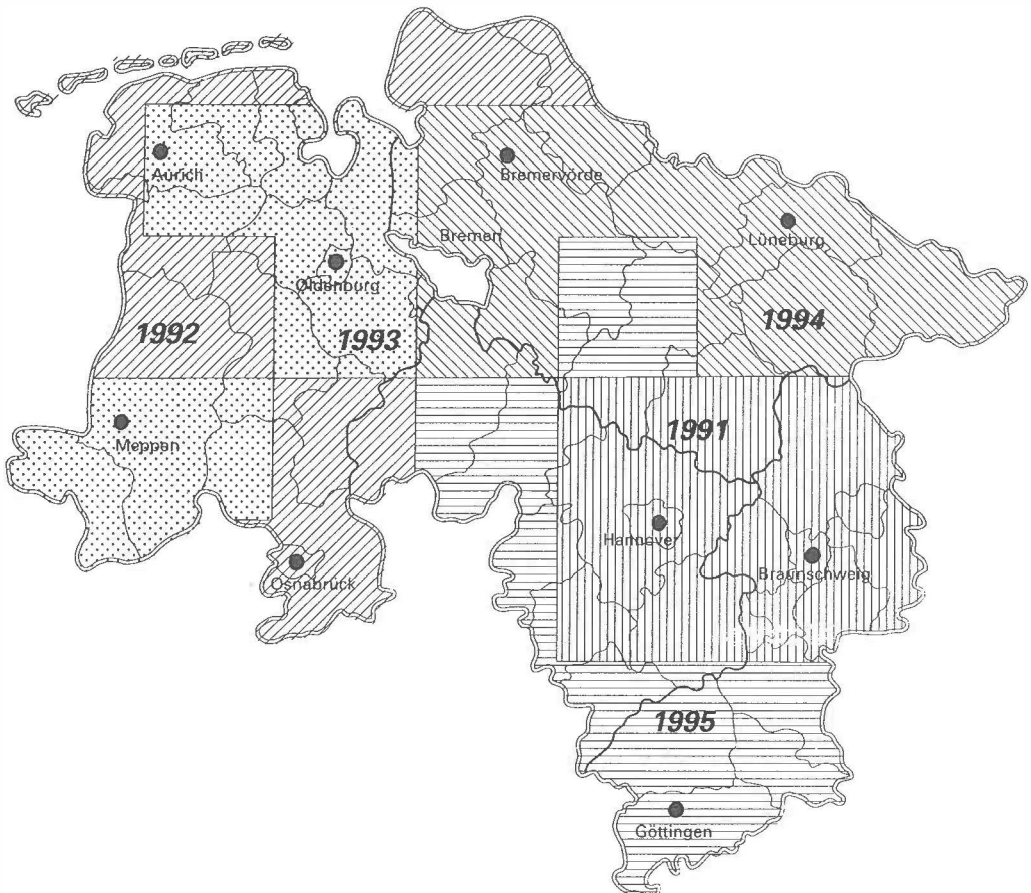 Aurich
Bremervörde
Bremen
Lüneburg
Oldenburg
1992
1993
1994
Meppen
1991
Hannover
Osnabrück
Braunschweig
1995
Göttingen